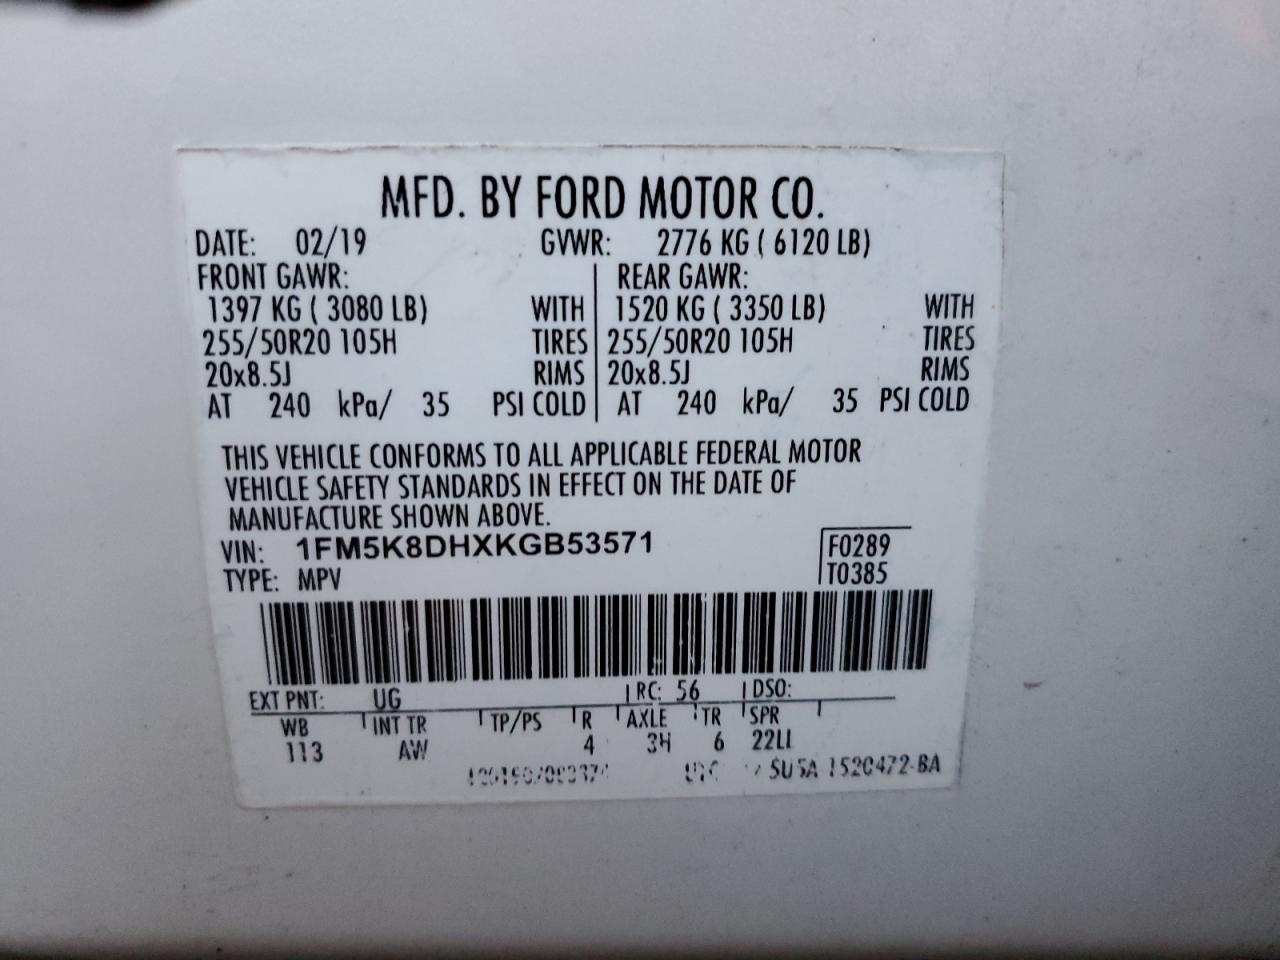 MFD. BY FORD MOTOR CO.
DATE: 02/19 GVWR: 2776 KG ( 6120 LB)
FRONT GAWR: REAR GAWR:
1397 KG ( 3080 LB) WITH 1520 KG ( 3350 LB) WITH
255/50R20 105H TIRES 255/50R20 105H TIRES
20x8.5J RIMS 20x8.5J RIMS
AT 240 kPa/ 35 PSI COLD AT 240 kPa/ 35 PSI COLD
THIS VEHICLE CONFORMS TO ALL APPLICABLE FEDERAL MOTOR
VEHICLE SAFETY STANDARDS IN EFFECT ON THE DATE OF
MANUFACTURE SHOWN ABOVE.
VIN: 1FM5K8DHXKGB53571 F0289
TYPE: MPV T0385
EXT PNT: UG RC: 56 DSO:
WB INT TR TP/PS R AXLE TR SPR
113 AW 4 3H 6 22LL
1520472-BA